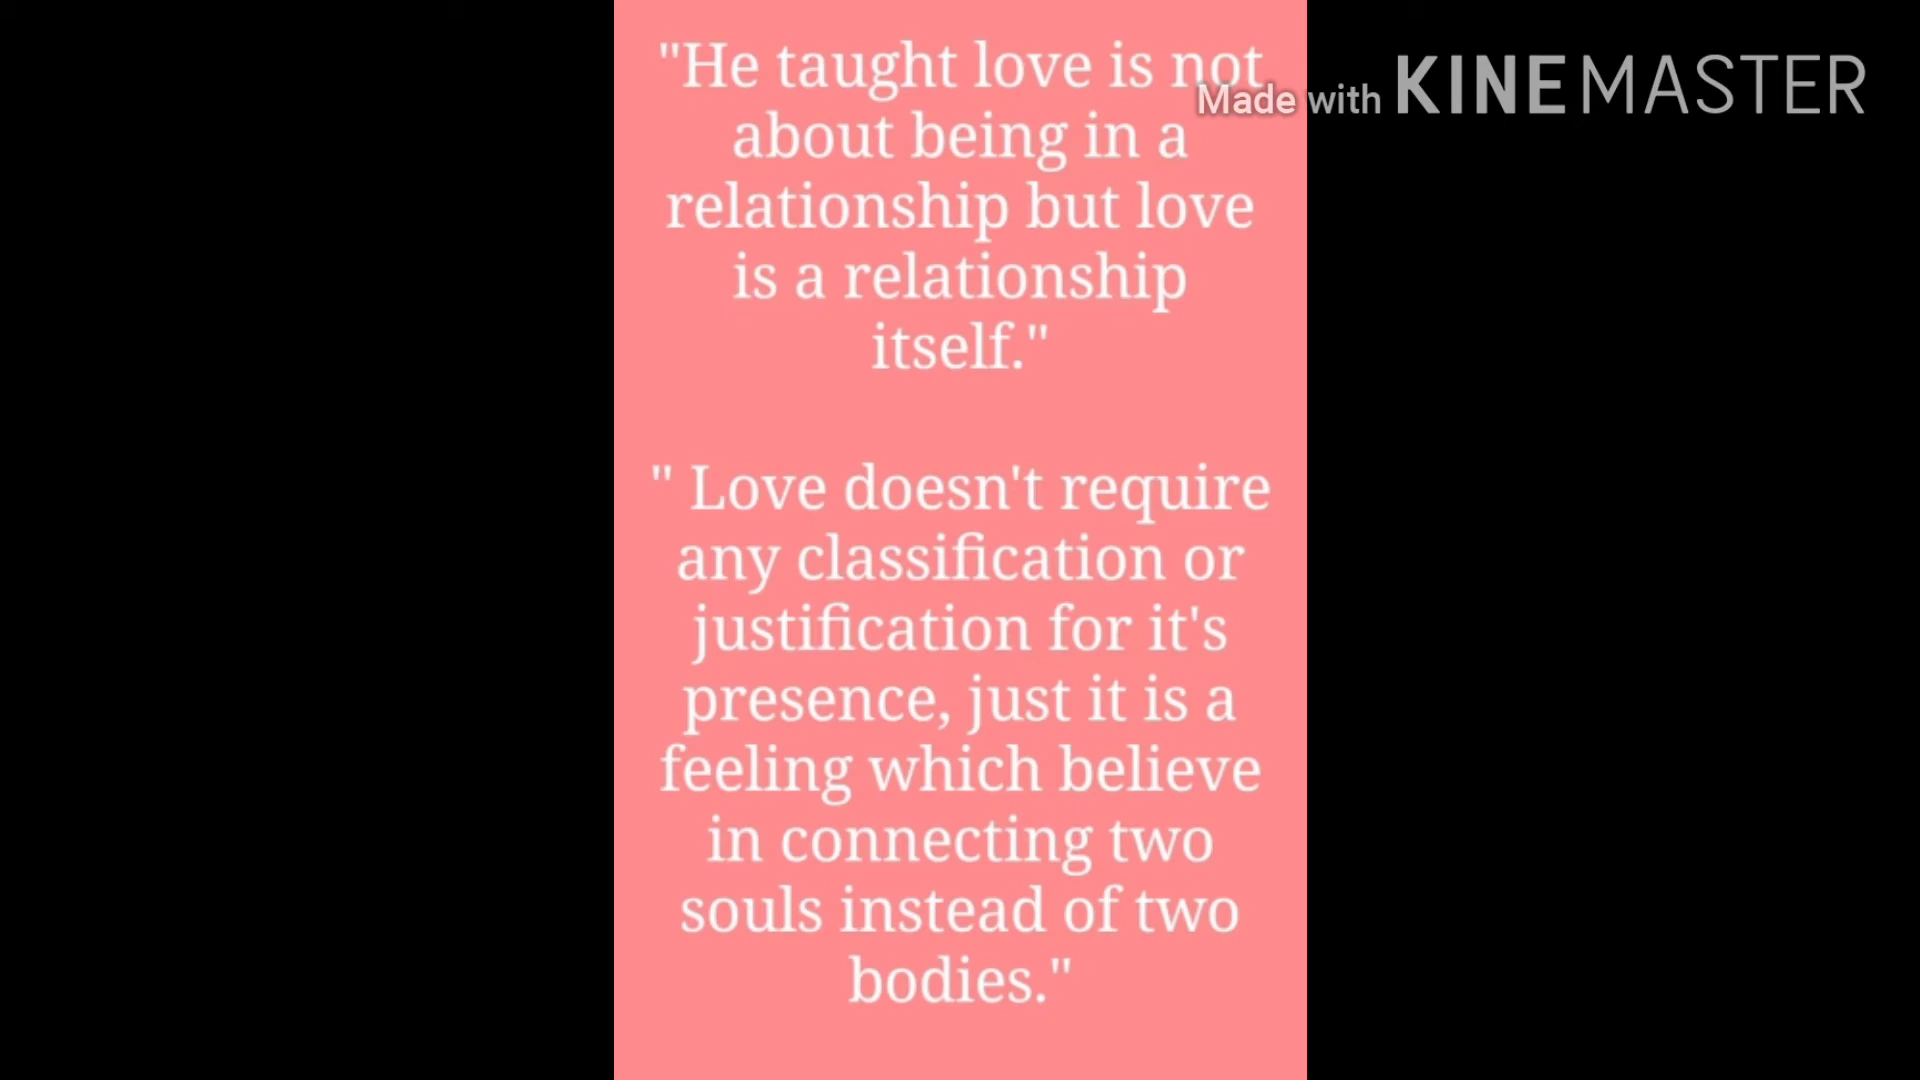 "He taught love is not
about being in a
relationship but love
is a relationship
itself."
" Love doesn't require
any classification or
justification for it's
presence, just it is a
feeling which believe
in connecting two
souls instead of two
bodies."
Made with KINEMASTER